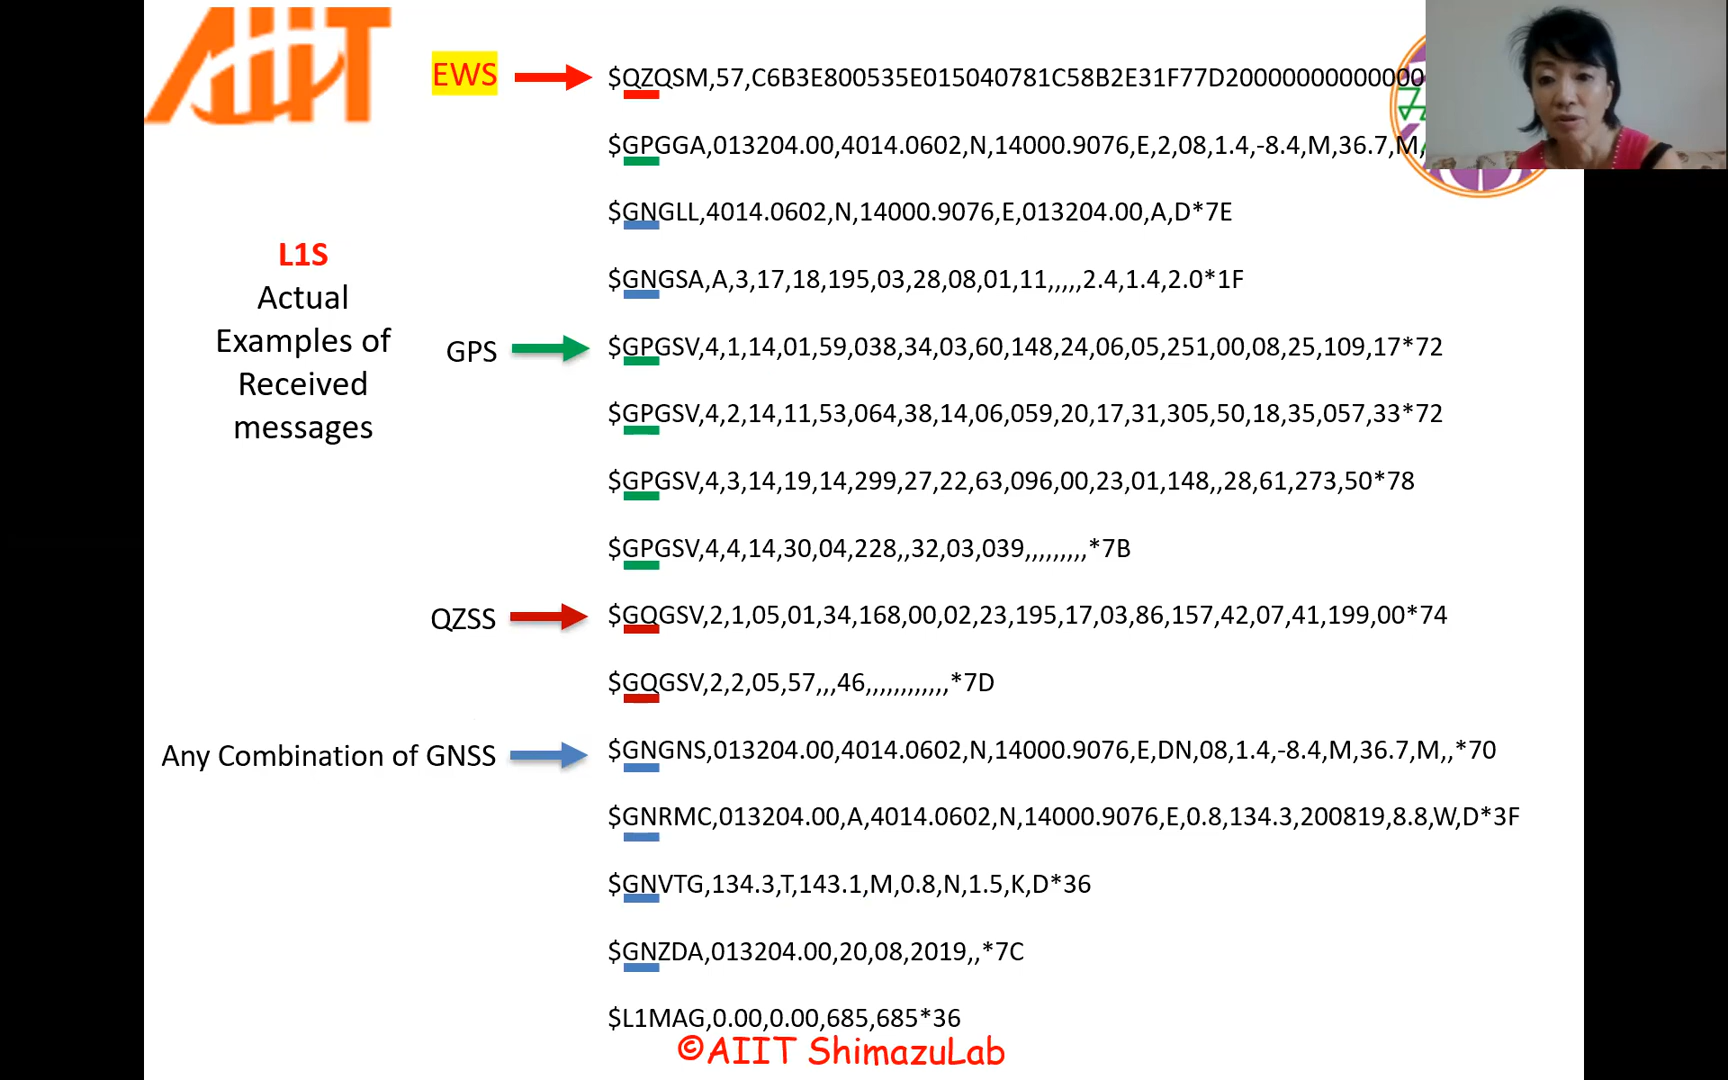 AIIT
EWS
$QZQSM,57,C6B3E800535E015040781C58B2E31F77D20000000000000
$GPGGA,013204.00,4014.0602,N,14000.9076,E,2,08,1.4,-8.4,M,36.7,M,
$GNGLL,4014.0602,N,14000.9076,E,013204.00,A,D*7E
L1S
Actual
Examples of
Received
messages
$GNGSA,A,3,17,18,195,03,28,08,01,11,,,,,2.4,1.4,2.0*1F
GPS
$GPGSV,4,1,14,01,59,038,34,03,60,148,24,06,05,251,00,08,25,109,17*72
$GPGSV,4,2,14,11,53,064,38,14,06,059,20,17,31,305,50,18,35,057,33*72
$GPGSV,4,3,14,19,14,299,27,22,63,096,00,23,01,148,,28,61,273,50*78
$GPGSV,4,4,14,30,04,228,,32,03,039,,,,,,,,,*7B
QZSS
$GQGSV,2,1,05,01,34,168,00,02,23,195,17,03,86,157,42,07,41,199,00*74
$GQGSV,2,2,05,57,,,46,,,,,,,,,,,,*7D
Any Combination of GNSS
$GNGNS,013204.00,4014.0602,N,14000.9076,E,DN,08,1.4,-8.4,M,36.7,M,,*70
$GNRMC,013204.00,A,4014.0602,N,14000.9076,E,0.8,134.3,200819,8.8,W,D*3F
$GNVTG,134.3,T,143.1,M,0.8,N,1.5,K,D*36
$GNZDA,013204.00,20,08,2019,,*7C
$L1MAG,0.00,0.00,685,685*36
©AIIT ShimazuLab